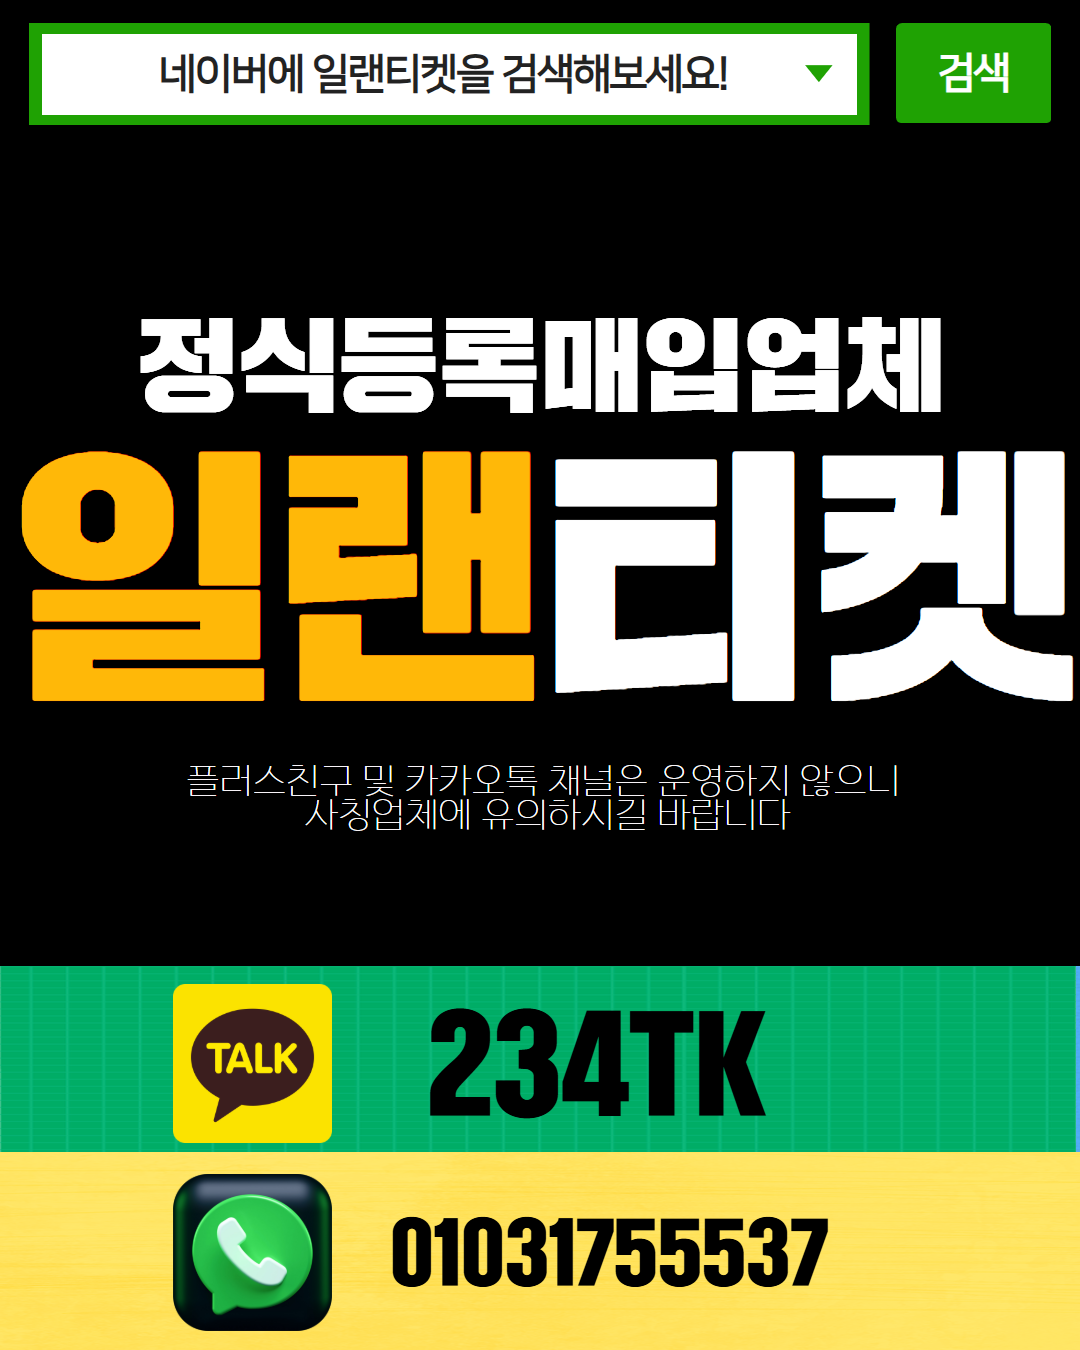 네이버에 일랜티켓을 검색해보세요!
검색
정식등록매입업체
일랜티켓
플러스친구 및 카카오톡 채널은 운영하지 않으니
사칭업체에 유의하시길 바랍니다
TALK
234TK
01031755537